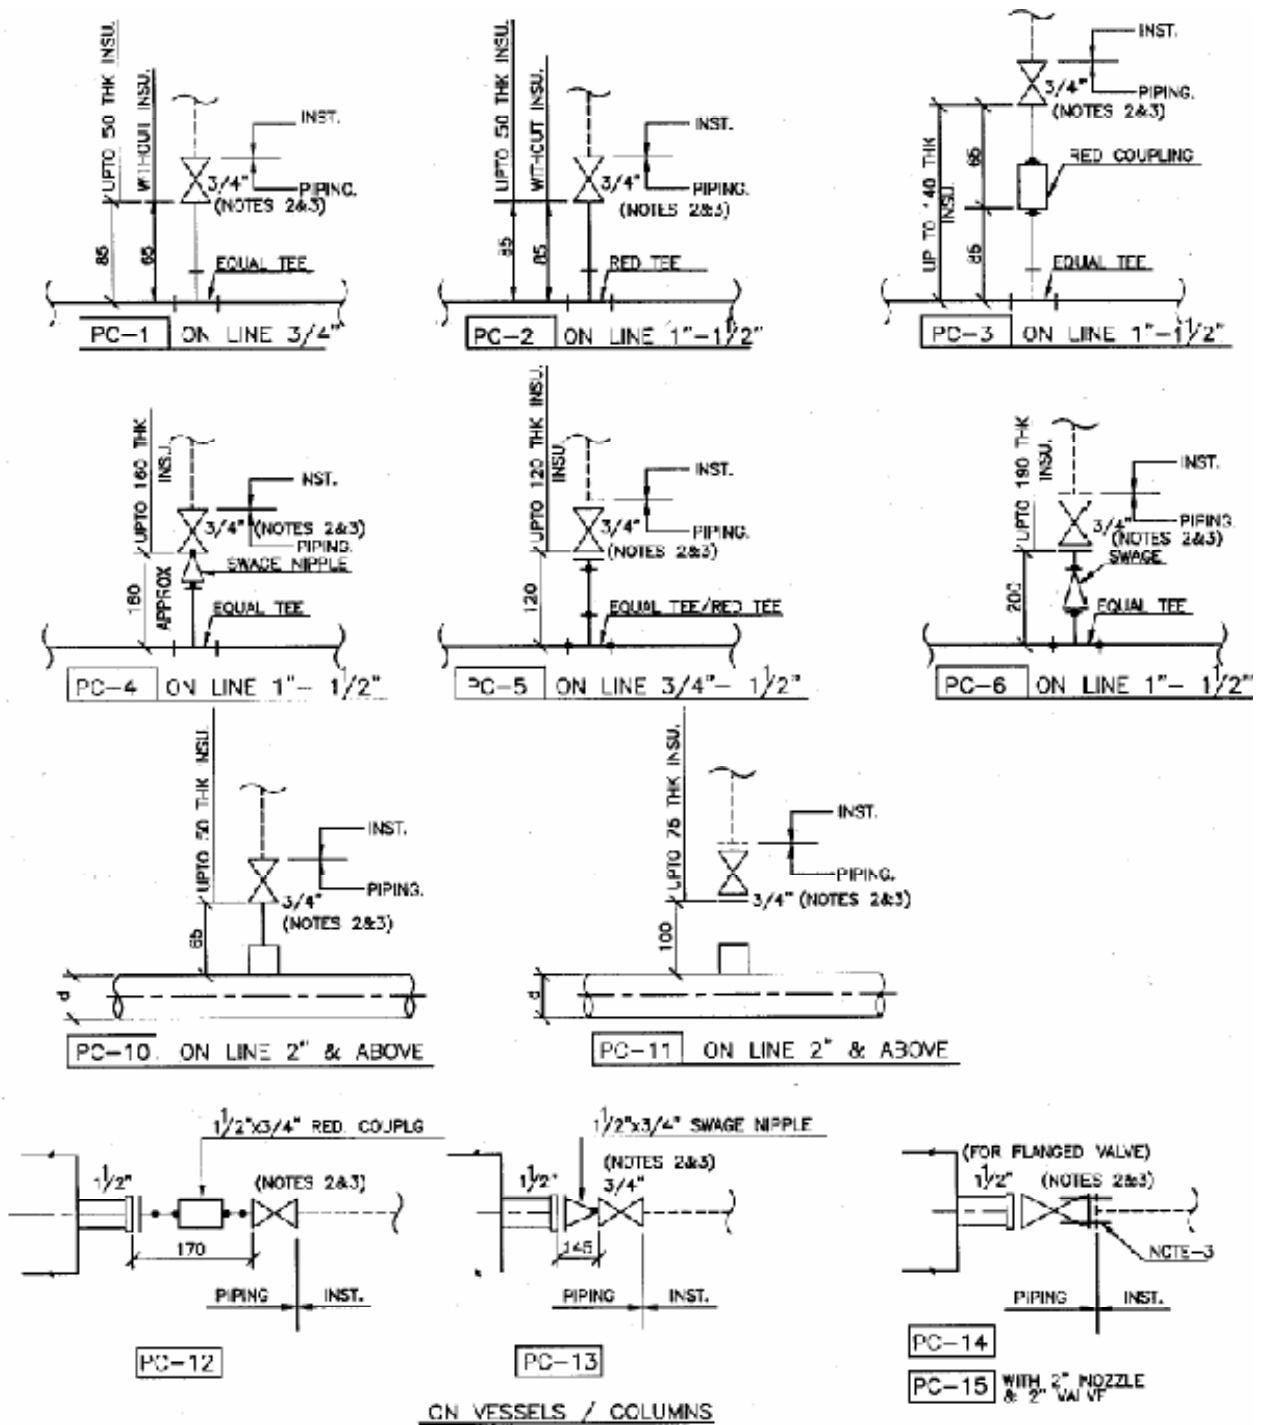 UPTO 50 THK INSU.
WITHOUT INSU.
INST.
3/4"
PIPING.
(NOTES 2&3)
85
65
EQUAL TEE
PC-1 ON LINE 3/4"
UPTO 50 THK INSU.
WITHOUT INSU.
INST.
3/4"
PIPING.
(NOTES 2&3)
85
85
RED TEE
PC-2 ON LINE 1"-1 1/2"
INST.
3/4"
PIPING.
(NOTES 2&3)
65
RED COUPLING
UP TO 140 THK
INSU.
85
EQUAL TEE
PC-3 ON LINE 1"-1 1/2"
UPTO 160 THK
INSU.
INST.
3/4" (NOTES 2&3)
PIPING.
SWAGE NIPPLE
160
APPROX
EQUAL TEE
PC-4 ON LINE 1"- 1 1/2"
UPTO 120 THK INSU.
INSU
INST.
3/4"
PIPING.
(NOTES 2&3)
120
EQUAL TEE/RED TEE
PC-5 ON LINE 3/4"- 1 1/2"
UPTO 190 THK
INSU.
INST.
3/4"
PIPING.
(NOTES 2&3)
SWAGE
200
EQUAL TEE
PC-6 ON LINE 1"- 1 1/2"
UPTO 50 THK INSU.
INST.
PIPING.
3/4"
(NOTES 2&3)
65
d
PC-10. ON LINE 2" & ABOVE
UPTO 75 THK INSU.
INST.
PIPING.
3/4" (NOTES 2&3)
100
d
PC-11 ON LINE 2" & ABOVE
1 1/2"x3/4" RED. COUPLG
1 1/2"
(NOTES 2&3)
170
PIPING
INST.
PC-12
1 1/2"x3/4" SWAGE NIPPLE
(NOTES 2&3)
1 1/2"
3/4"
145
PIPING
INST.
PC-13
(FOR FLANGED VALVE)
1 1/2"
(NOTES 2&3)
NOTE-3
PIPING
INST.
PC-14
PC-15 WITH 2" NOZZLE
& 2" VALVE
ON VESSELS / COLUMNS